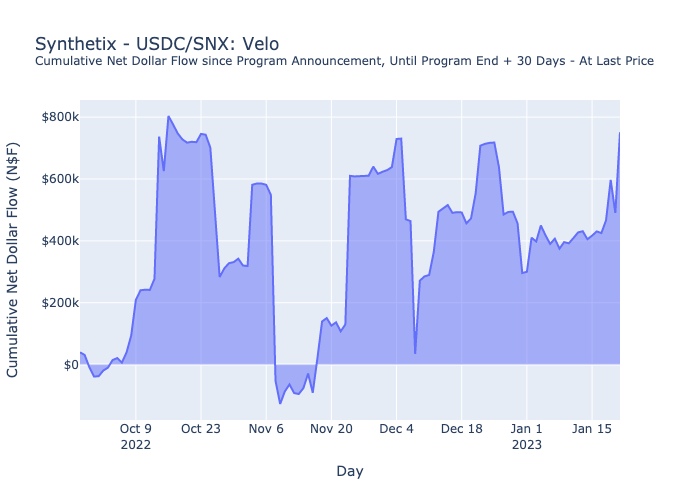 Synthetix - USDC/SNX: Velo
Cumulative Net Dollar Flow since Program Announcement, Until Program End + 30 Days - At Last Price
Cumulative Net Dollar Flow (N$F)
$800k
$600k
$400k
$200k
$0
Oct 9 Oct 23 Nov 6 Nov 20 Dec 4 Dec 18 Jan 1 Jan 15
2022 2023
Day